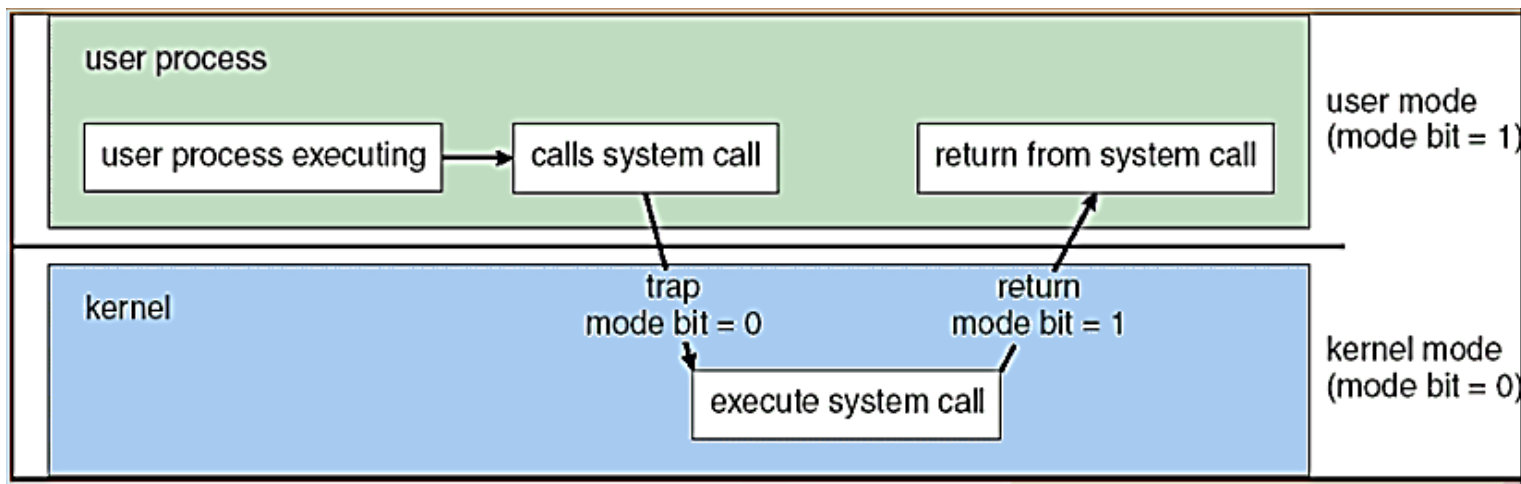 user process
user process executing
calls system call
return from system call
user mode
(mode bit = 1)
kernel
trap
mode bit = 0
return
mode bit = 1
execute system call
kernel mode
(mode bit = 0)